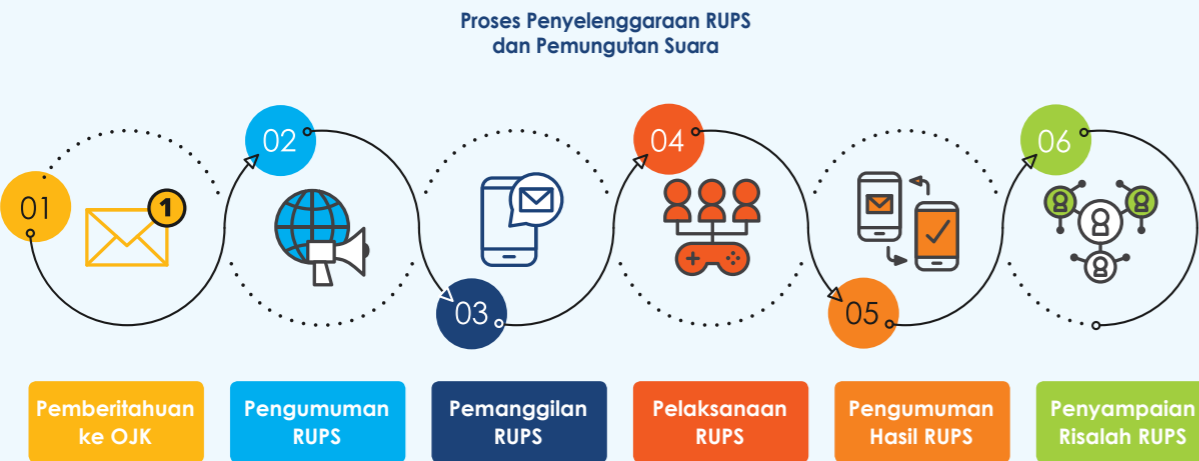 Proses Penyelenggaraan RUPS
dan Pemungutan Suara
01
02
03
04
05
06
1
Pemberitahuan
ke OJK
Pengumuman
RUPS
Pemanggilan
RUPS
Pelaksanaan
RUPS
Pengumuman
Hasil RUPS
Penyampaian
Risalah RUPS